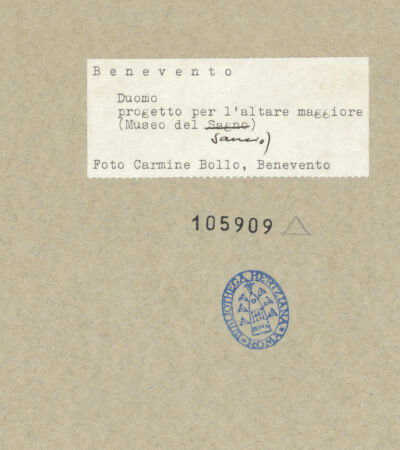 Benevento
Duomo
progetto per l'altare maggiore
(Museo del Sagno)
Sannio)
Foto Carmine Bollo, Benevento
105909
BIBLIOTHECA HERTZIANA
ROMA